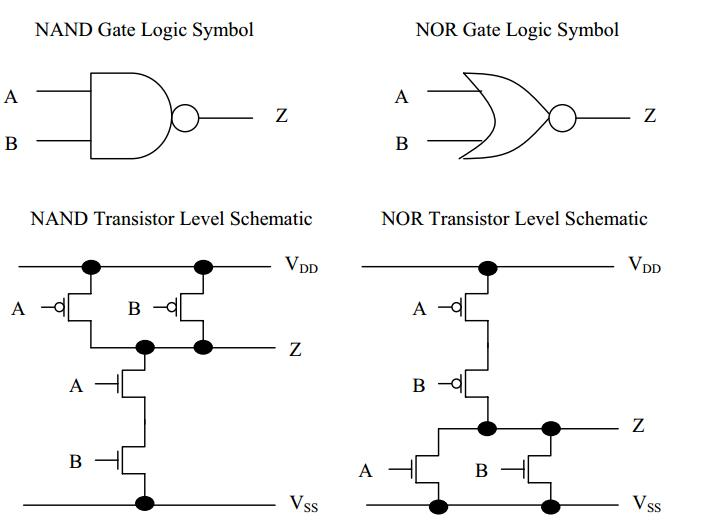 NAND Gate Logic Symbol
NOR Gate Logic Symbol
A
B
Z
A
B
Z
NAND Transistor Level Schematic
NOR Transistor Level Schematic
VDD
A
B
Z
A
B
VSS
VDD
A
B
Z
A
B
VSS